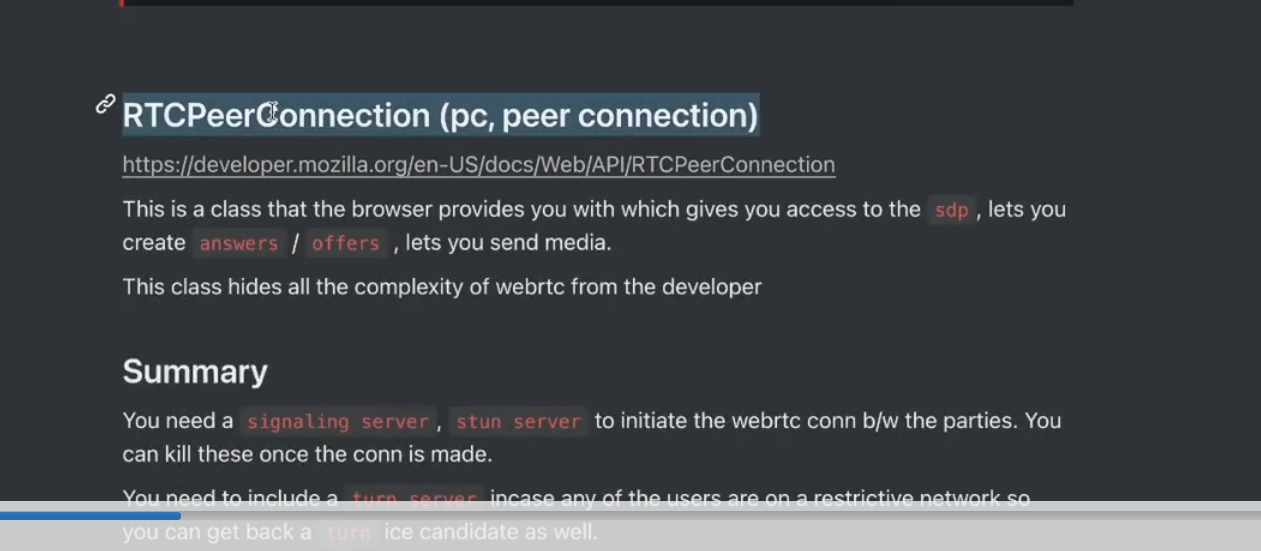 RTCPeerConnection (pc, peer connection)
https://developer.mozilla.org/en-US/docs/Web/API/RTCPeerConnection
This is a class that the browser provides you with which gives you access to the sdp , lets you
create answers / offers , lets you send media.
This class hides all the complexity of webrtc from the developer
Summary
You need a signaling server , stun server to initiate the webrtc conn b/w the parties. You
can kill these once the conn is made.
You need to include a turn server incase any of the users are on a restrictive network so
you can get back a turn ice candidate as well.